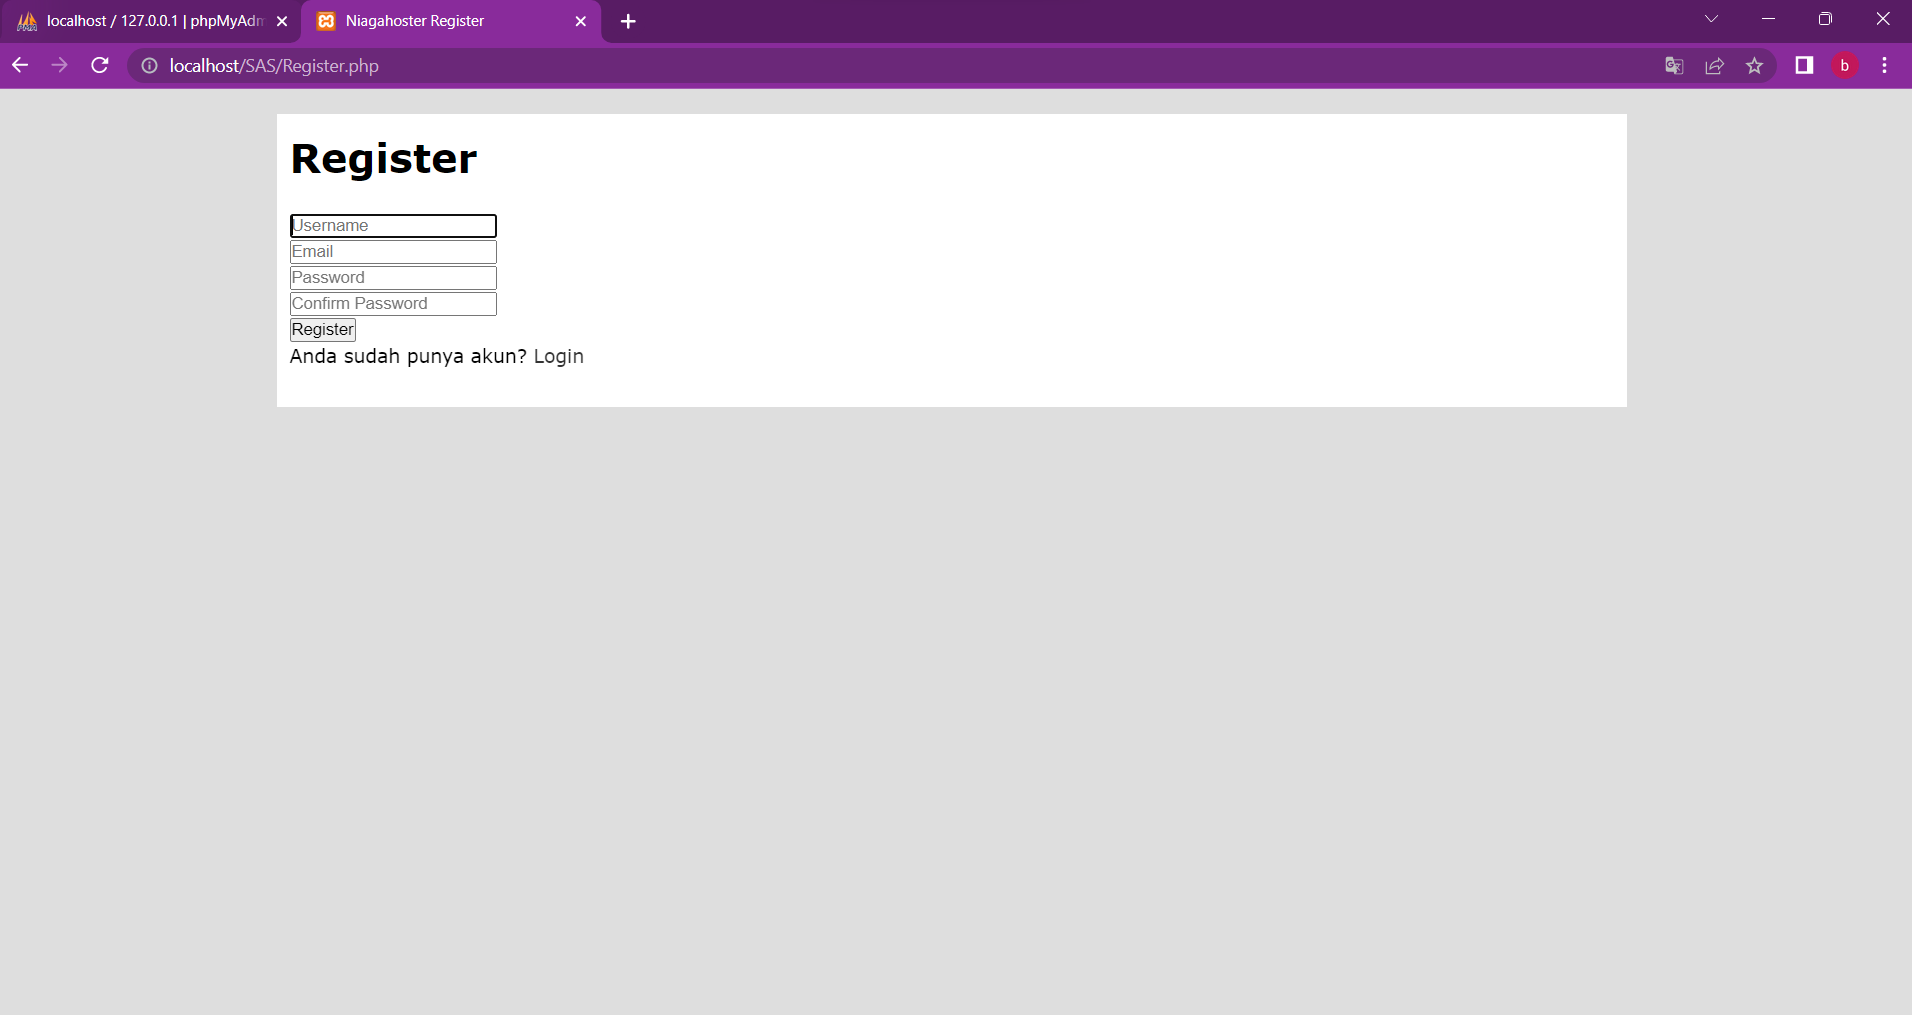 localhost / 127.0.0.1 | phpMyAdm
Niagahoster Register
localhost/SAS/Register.php
b
Register
Username
Email
Password
Confirm Password
Register
Anda sudah punya akun? Login